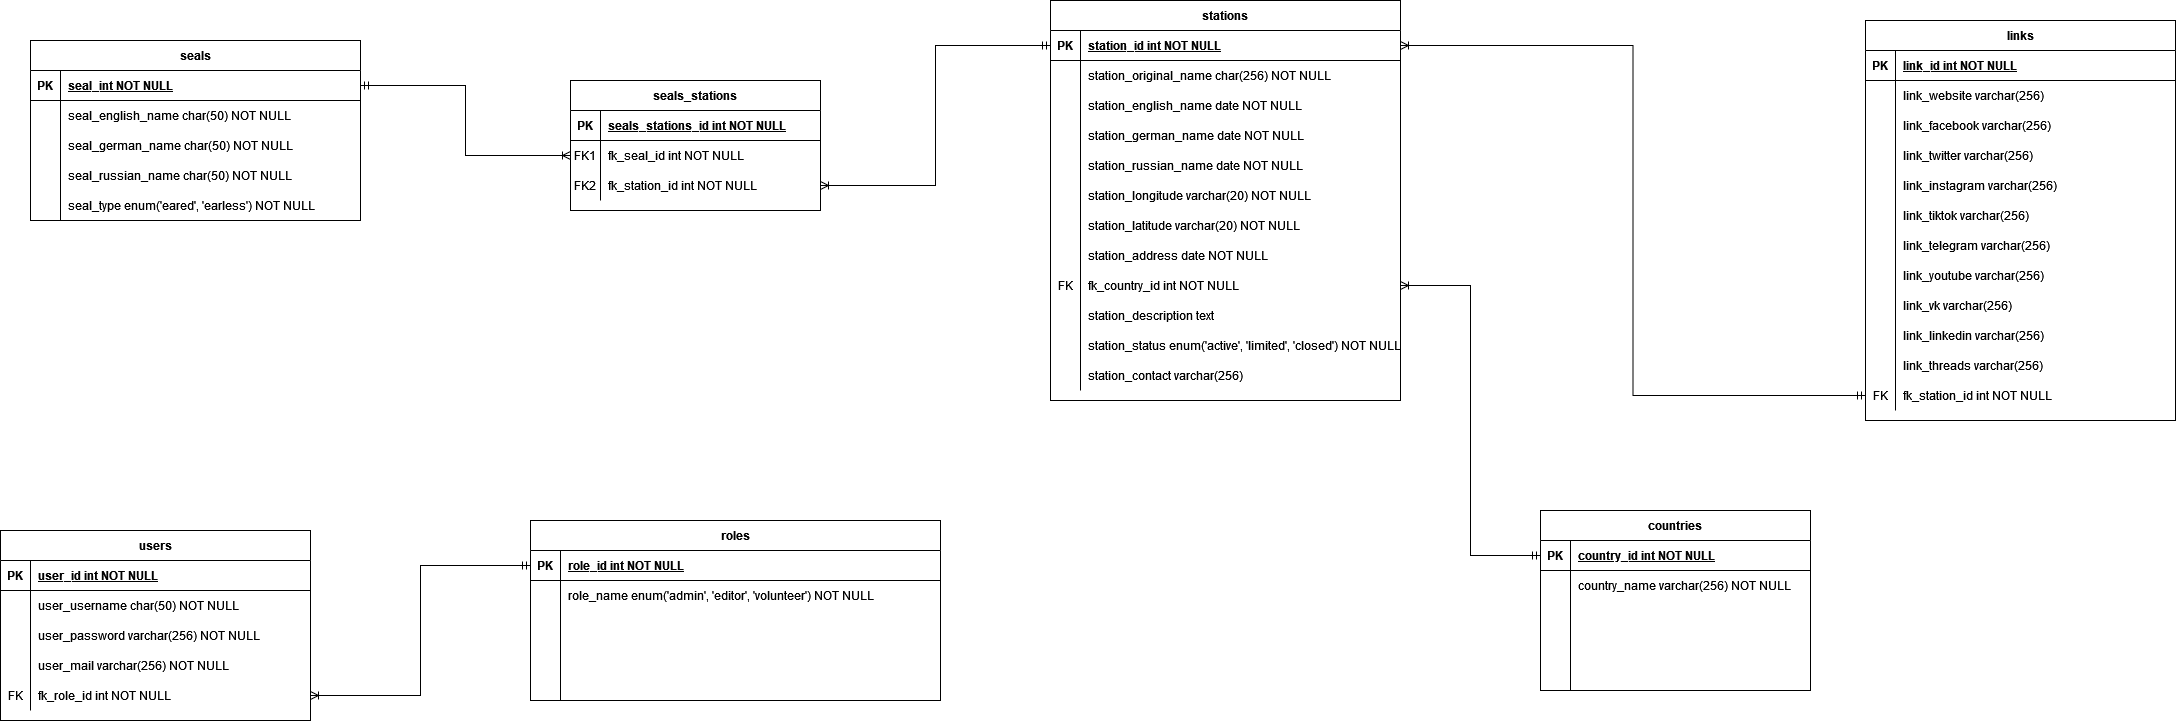 seals
PK seal_int int NOT NULL
seal_english_name char(50) NOT NULL
seal_german_name char(50) NOT NULL
seal_russian_name char(50) NOT NULL
seal_type enum('eared', 'earless') NOT NULL
seals_stations
PK seals_stations_id int NOT NULL
FK1 fk_seal_id int NOT NULL
FK2 fk_station_id int NOT NULL
stations
PK station_id int NOT NULL
station_original_name char(256) NOT NULL
station_english_name date NOT NULL
station_german_name date NOT NULL
station_russian_name date NOT NULL
station_longitude varchar(20) NOT NULL
station_latitude varchar(20) NOT NULL
station_address date NOT NULL
FK fk_country_id int NOT NULL
station_description text
station_status enum('active', 'limited', 'closed') NOT NULL
station_contact varchar(256)
links
PK link_id int NOT NULL
link_website varchar(256)
link_facebook varchar(256)
link_twitter varchar(256)
link_instagram varchar(256)
link_tiktok varchar(256)
link_telegram varchar(256)
link_youtube varchar(256)
link_vk varchar(256)
link_linkedin varchar(256)
link_threads varchar(256)
FK fk_station_id int NOT NULL
users
PK user_id int NOT NULL
user_username char(50) NOT NULL
user_password varchar(256) NOT NULL
user_mail varchar(256) NOT NULL
FK fk_role_id int NOT NULL
roles
PK role_id int NOT NULL
role_name enum('admin', 'editor', 'volunteer') NOT NULL
countries
PK country_id int NOT NULL
country_name varchar(256) NOT NULL